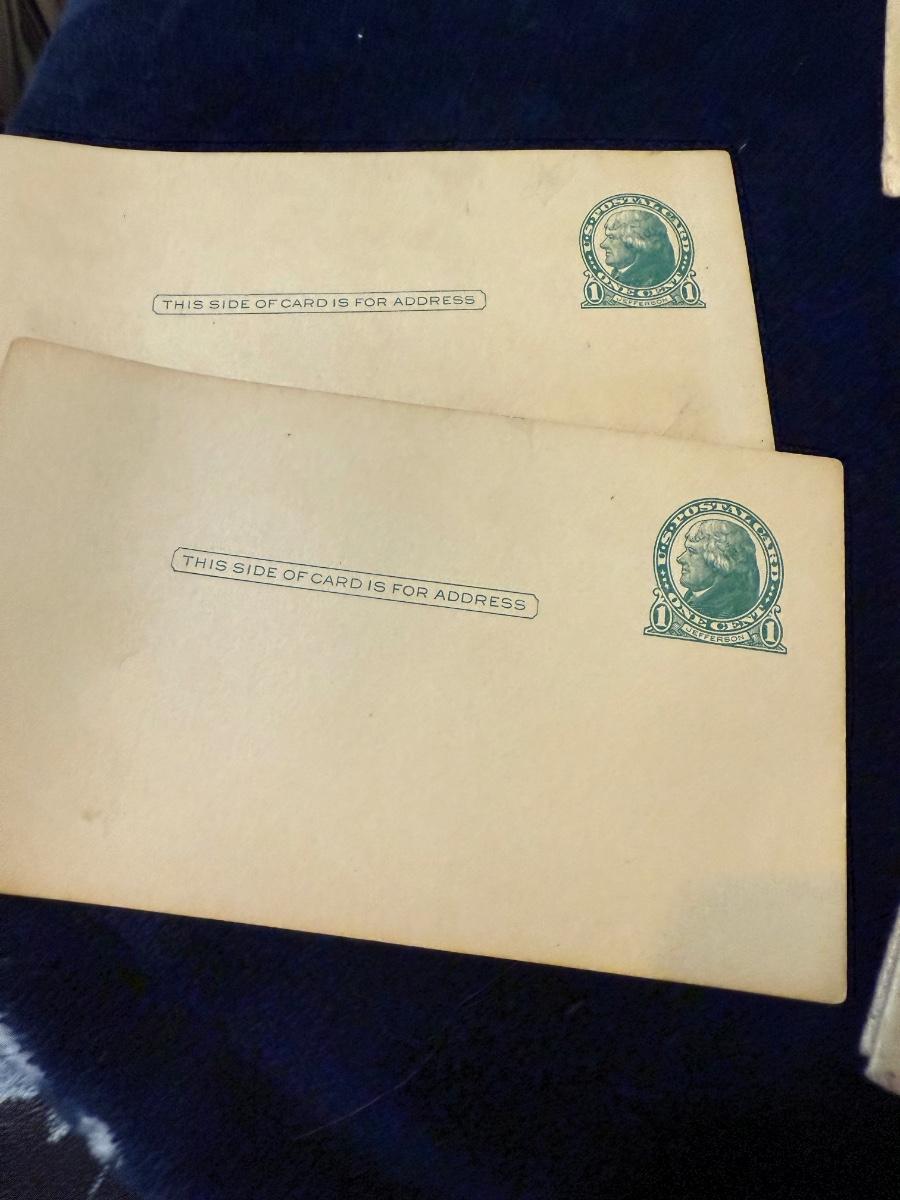 U.S. POSTAL CARD
ONE CENT
1 JEFFERSON 1
THIS SIDE OF CARD IS FOR ADDRESS
U.S. POSTAL CARD
ONE CENT
1 JEFFERSON 1
THIS SIDE OF CARD IS FOR ADDRESS